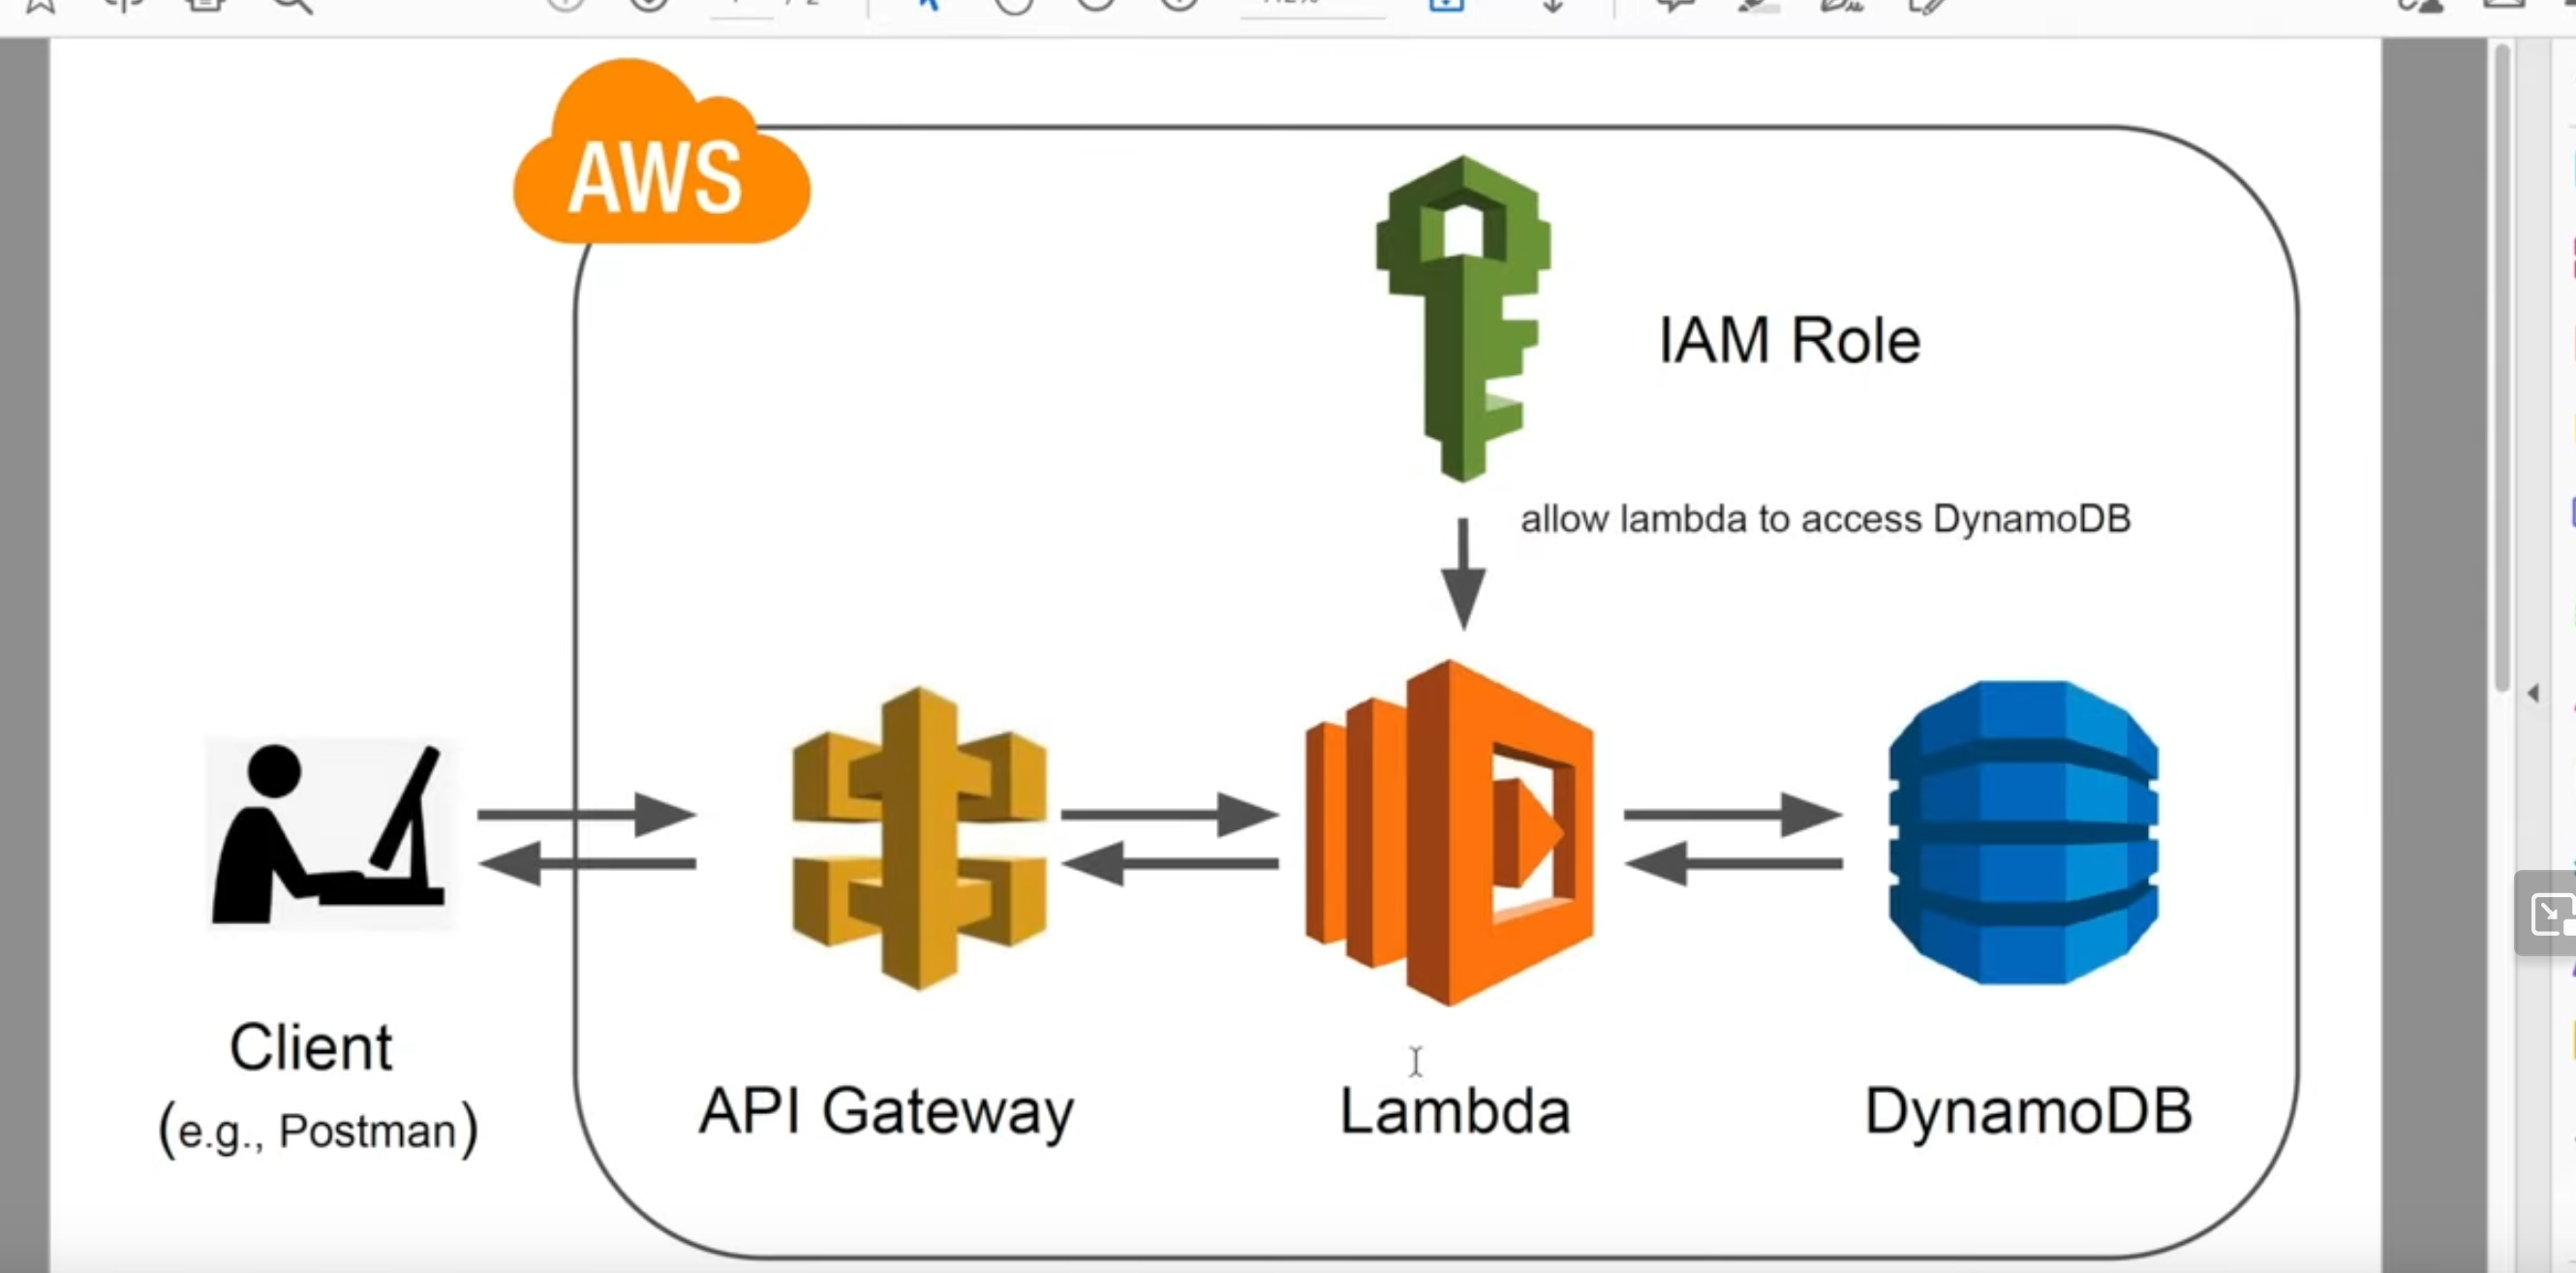 AWS
IAM Role
allow lambda to access DynamoDB
Client
(e.g., Postman)
API Gateway
Lambda
DynamoDB